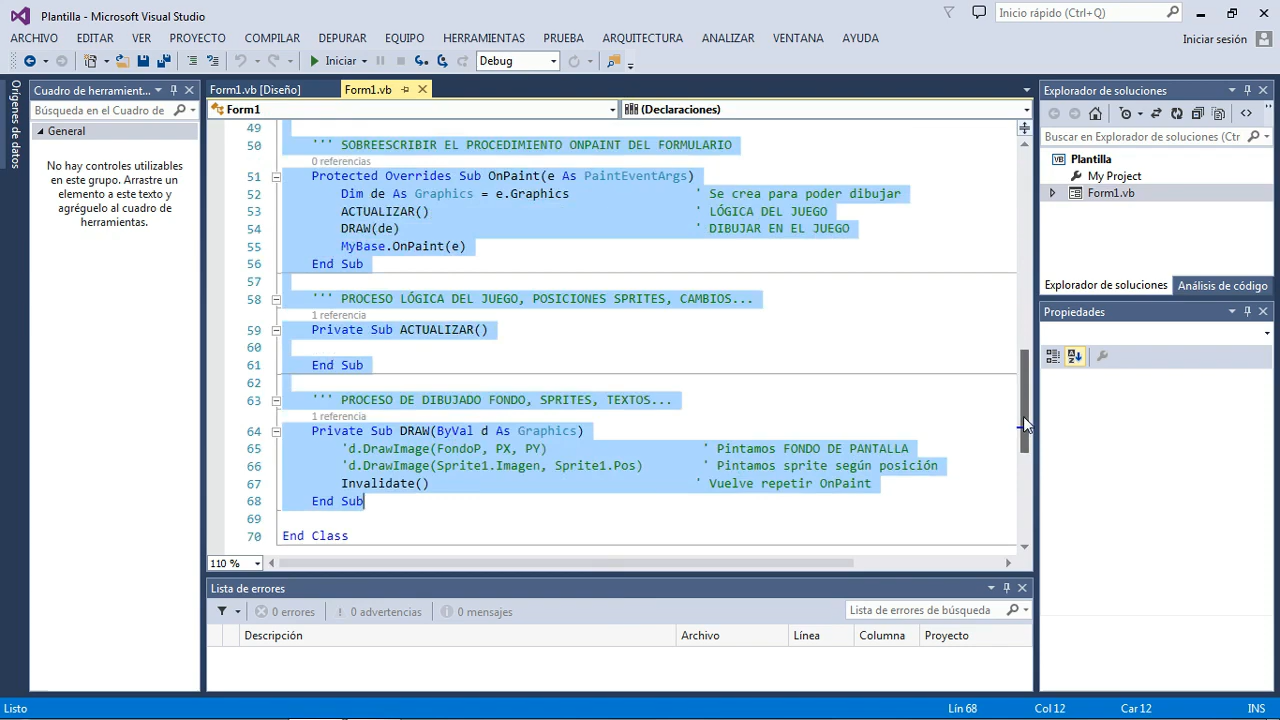 Plantilla - Microsoft Visual Studio
Inicio rápido (Ctrl+Q)
ARCHIVO EDITAR VER PROYECTO COMPILAR DEPURAR EQUIPO HERRAMIENTAS PRUEBA ARQUITECTURA ANALIZAR VENTANA AYUDA
Iniciar sesión
Iniciar
Debug
Orígenes de datos
Cuadro de herramient...
Búsqueda en el Cuadro de
General
No hay controles utilizables
en este grupo. Arrastre un
elemento a este texto y
agréguelo al cuadro de
herramientas.
Form1.vb [Diseño]
Form1.vb
Form1
(Declaraciones)
49
50 ''' SOBREESCRIBIR EL PROCEDIMIENTO ONPAINT DEL FORMULARIO
0 referencias
51 Protected Overrides Sub OnPaint(e As PaintEventArgs)
52 Dim de As Graphics = e.Graphics ' Se crea para poder dibujar
53 ACTUALIZAR() ' LÓGICA DEL JUEGO
54 DRAW(de) ' DIBUJAR EN EL JUEGO
55 MyBase.OnPaint(e)
56 End Sub
57
58 ''' PROCESO LÓGICA DEL JUEGO, POSICIONES SPRITES, CAMBIOS...
1 referencia
59 Private Sub ACTUALIZAR()
60
61 End Sub
62
63 ''' PROCESO DE DIBUJADO FONDO, SPRITES, TEXTOS...
1 referencia
64 Private Sub DRAW(ByVal d As Graphics)
65 'd.DrawImage(FondoP, PX, PY) ' Pintamos FONDO DE PANTALLA
66 'd.DrawImage(Sprite1.Imagen, Sprite1.Pos) ' Pintamos sprite según posición
67 Invalidate() ' Vuelve repetir OnPaint
68 End Sub
69
70 End Class
110 %
Lista de errores
0 errores
0 advertencias
0 mensajes
Lista de errores de búsqueda
Descripción Archivo Línea Columna Proyecto
Explorador de soluciones
Buscar en Explorador de soluciones (Ctrl+
Plantilla
My Project
Form1.vb
Explorador de soluciones
Análisis de código
Propiedades
Listo
Lín 68
Col 12
Car 12
INS